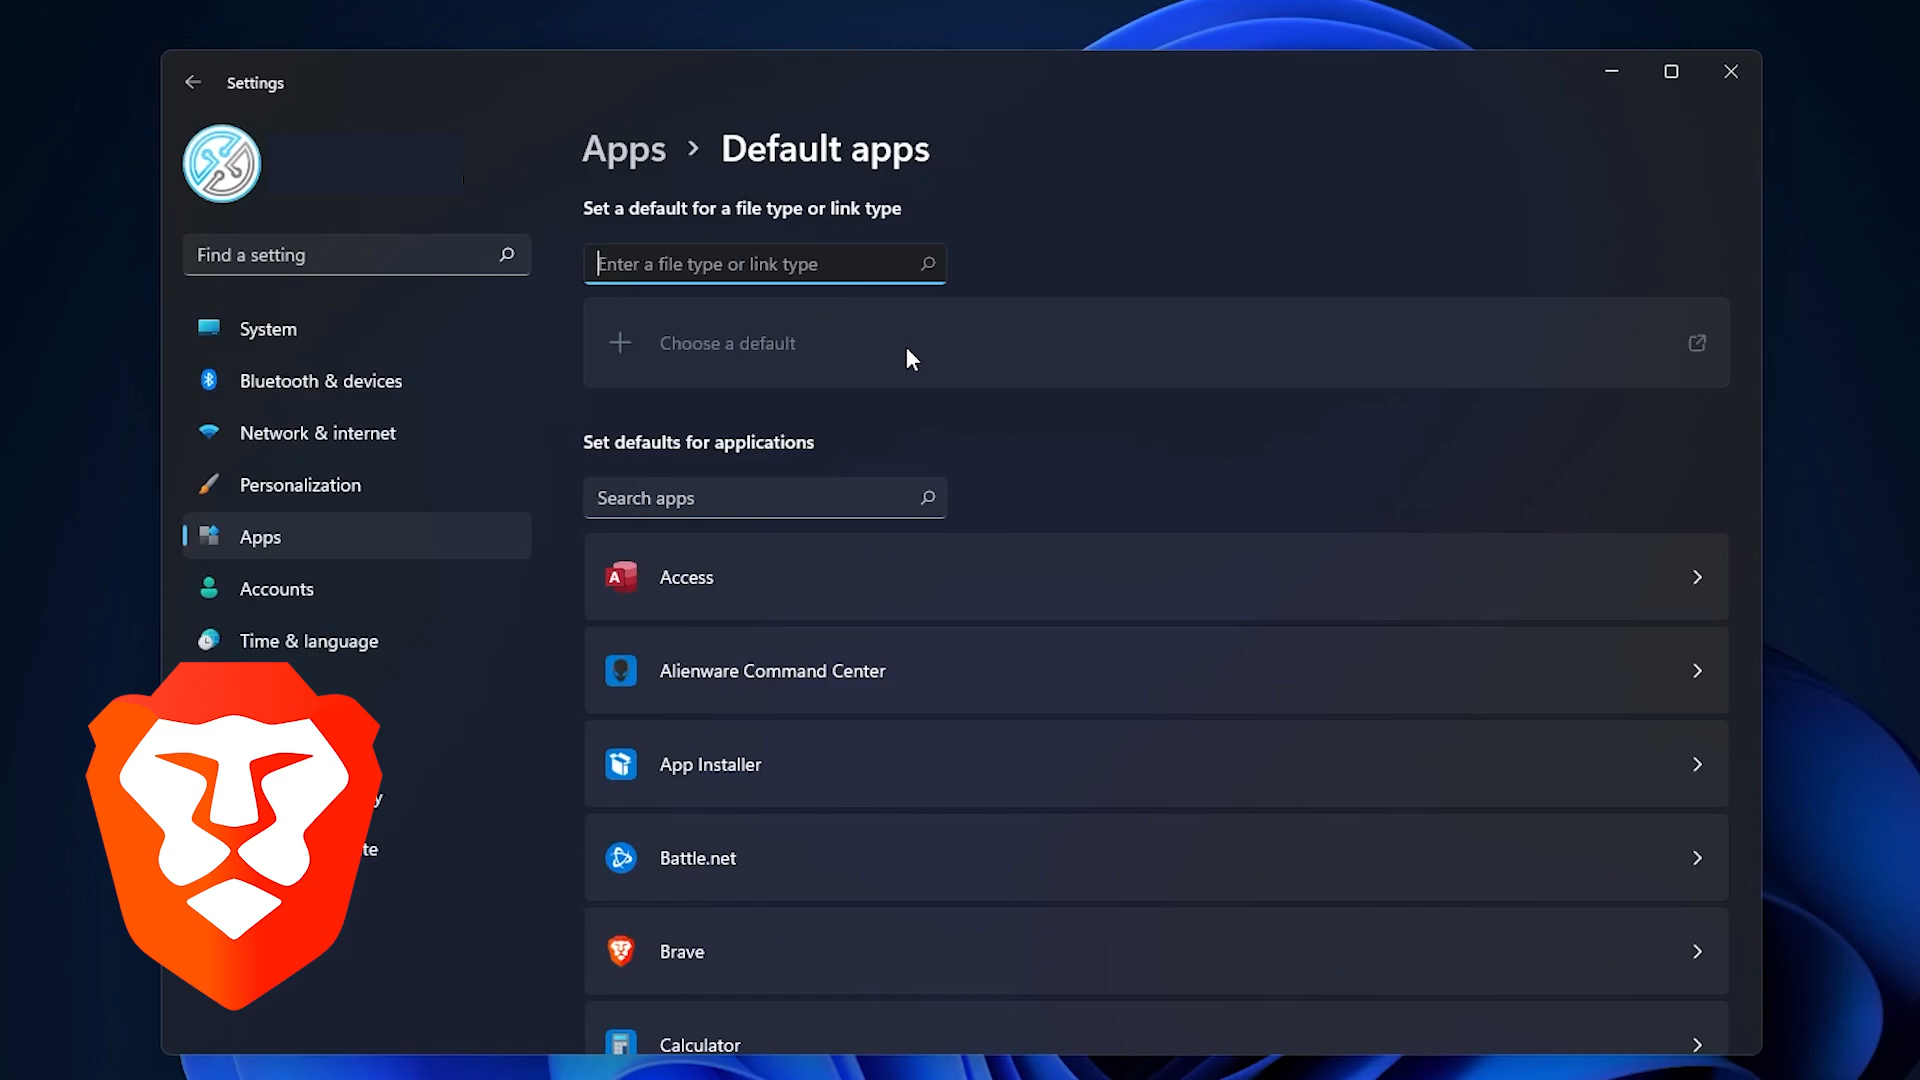 Settings
Apps > Default apps
Set a default for a file type or link type
Find a setting
Enter a file type or link type
System
Choose a default
Bluetooth & devices
Network & internet
Set defaults for applications
Personalization
Search apps
Apps
Access
Accounts
Time & language
Alienware Command Center
App Installer
y
te
Battle.net
Brave
Calculator